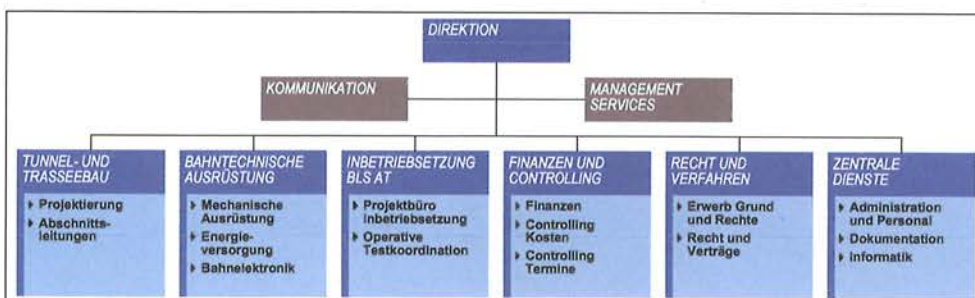 DIREKTION
KOMMUNIKATION
MANAGEMENT
SERVICES
TUNNEL- UND
TRASSEEBAU
Projektierung
Abschnitts-
leitungen
BAHNTECHNISCHE
AUSRÜSTUNG
Mechanische
Ausrüstung
Energie-
versorgung
Bahnelektronik
INBETRIEBSETZUNG
BLS AT
Projektbüro
Inbetriebsetzung
Operative
Testkoordination
FINANZEN UND
CONTROLLING
Finanzen
Controlling
Kosten
Controlling
Termine
RECHT UND
VERFAHREN
Erwerb Grund
und Rechte
Recht und
Verträge
ZENTRALE
DIENSTE
Administration
und Personal
Dokumentation
Informatik